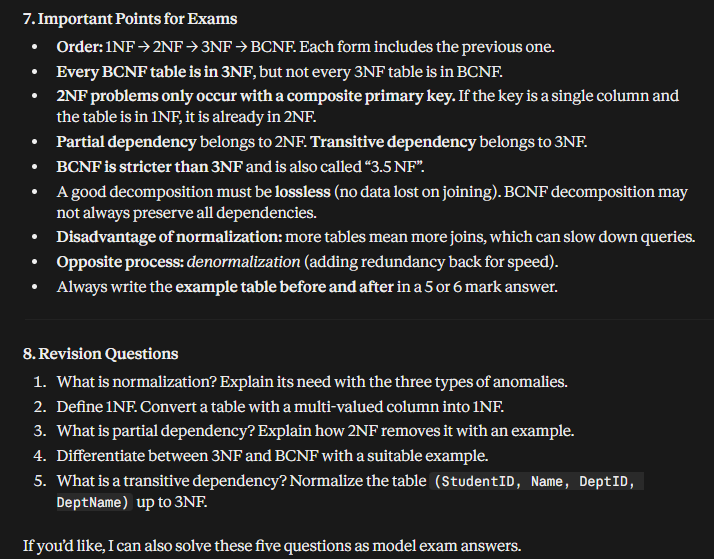 7. Important Points for Exams
• Order: 1NF → 2NF → 3NF → BCNF. Each form includes the previous one.
• Every BCNF table is in 3NF, but not every 3NF table is in BCNF.
• 2NF problems only occur with a composite primary key. If the key is a single column and
the table is in 1NF, it is already in 2NF.
• Partial dependency belongs to 2NF. Transitive dependency belongs to 3NF.
• BCNF is stricter than 3NF and is also called “3.5 NF”.
• A good decomposition must be lossless (no data lost on joining). BCNF decomposition may
not always preserve all dependencies.
• Disadvantage of normalization: more tables mean more joins, which can slow down queries.
• Opposite process: denormalization (adding redundancy back for speed).
• Always write the example table before and after in a 5 or 6 mark answer.
8. Revision Questions
1. What is normalization? Explain its need with the three types of anomalies.
2. Define 1NF. Convert a table with a multi-valued column into 1NF.
3. What is partial dependency? Explain how 2NF removes it with an example.
4. Differentiate between 3NF and BCNF with a suitable example.
5. What is a transitive dependency? Normalize the table (StudentID, Name, DeptID,
DeptName) up to 3NF.
If you’d like, I can also solve these five questions as model exam answers.